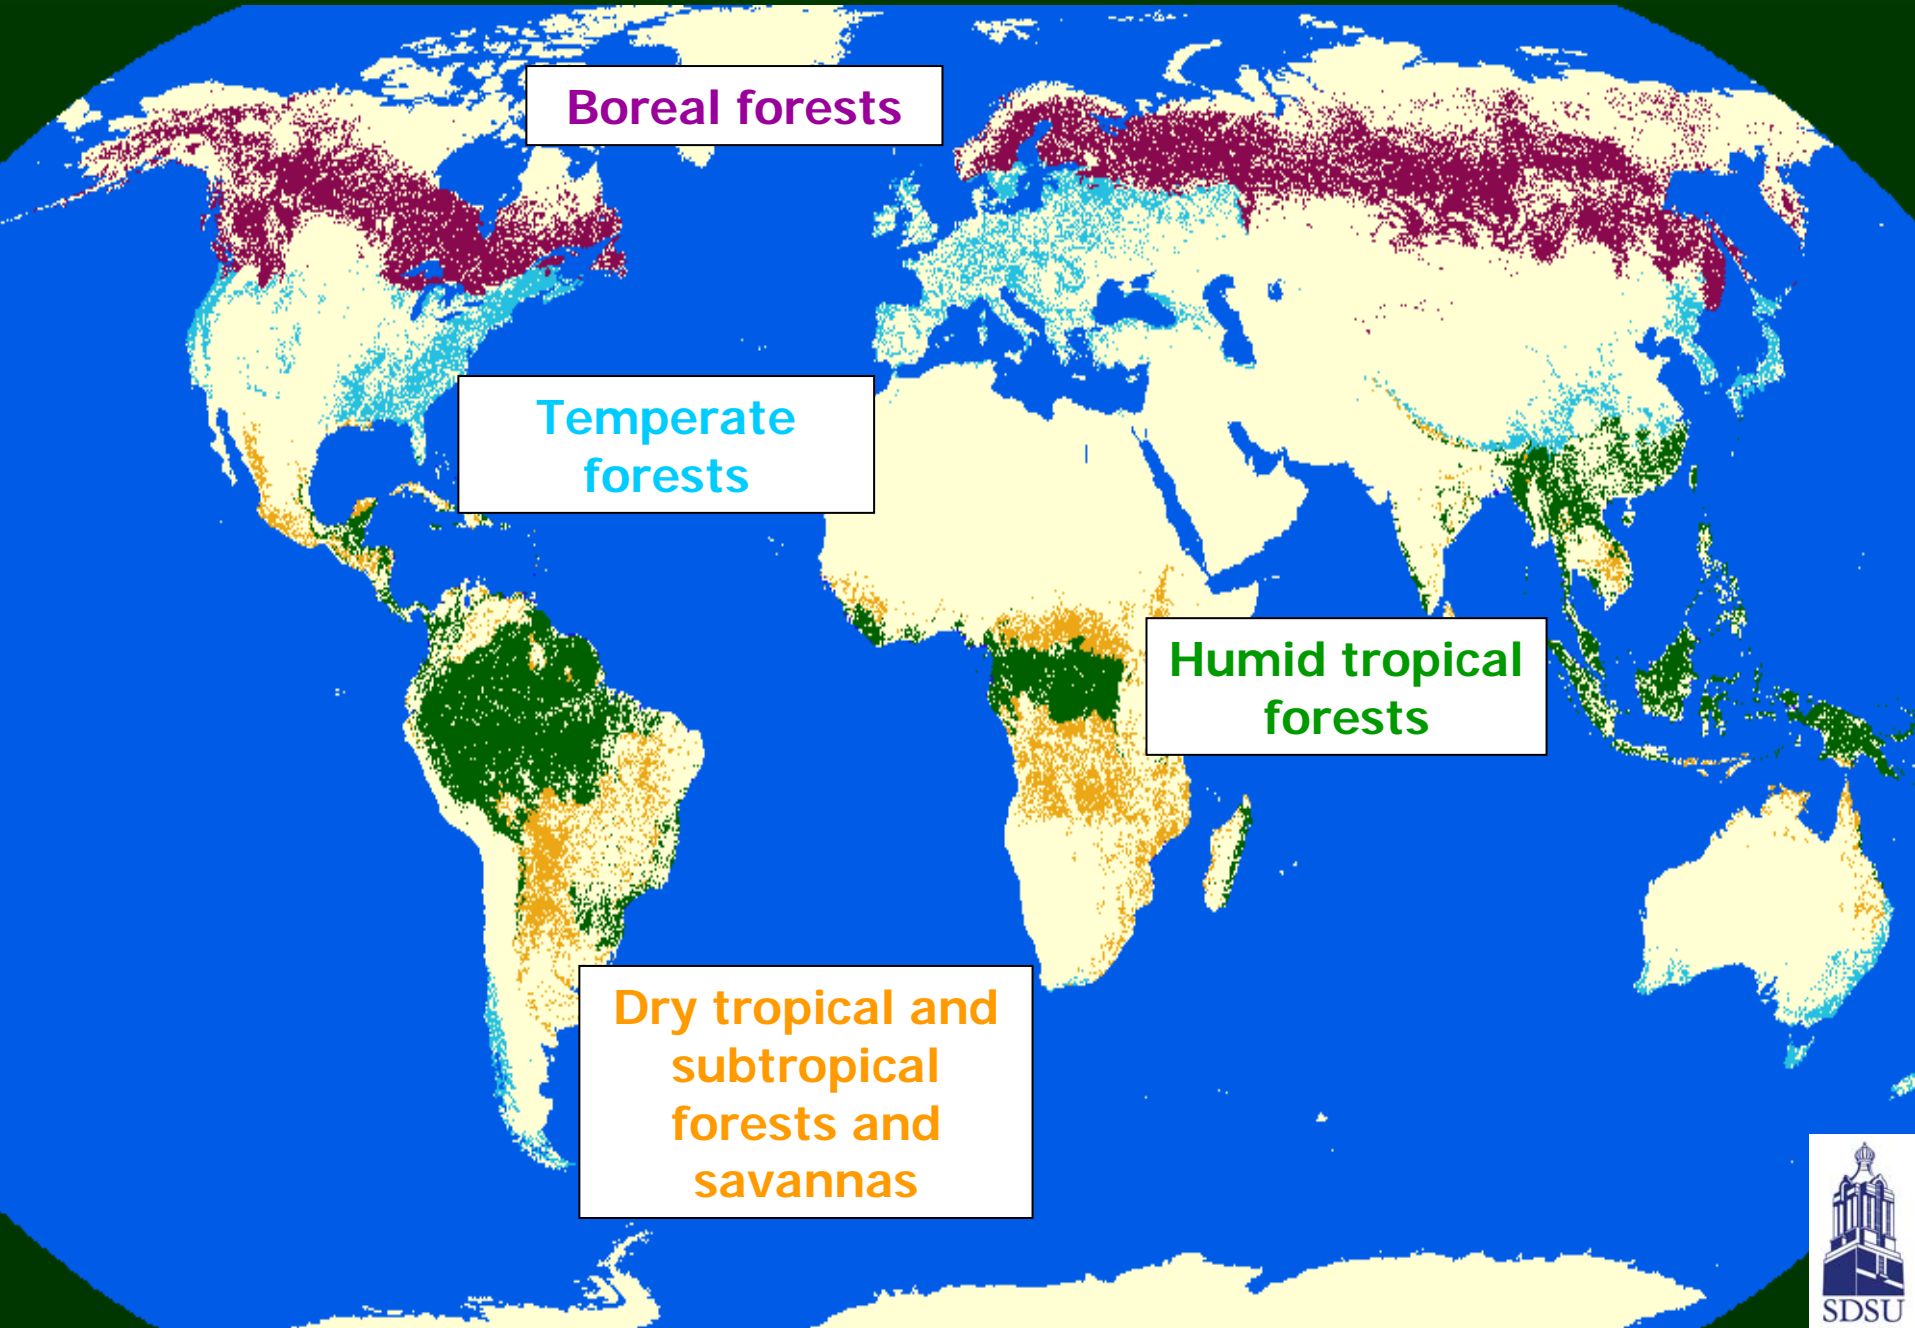 Boreal forests
Temperate
forests
Humid tropical
forests
Dry tropical and
subtropical
forests and
savannas
SDSU